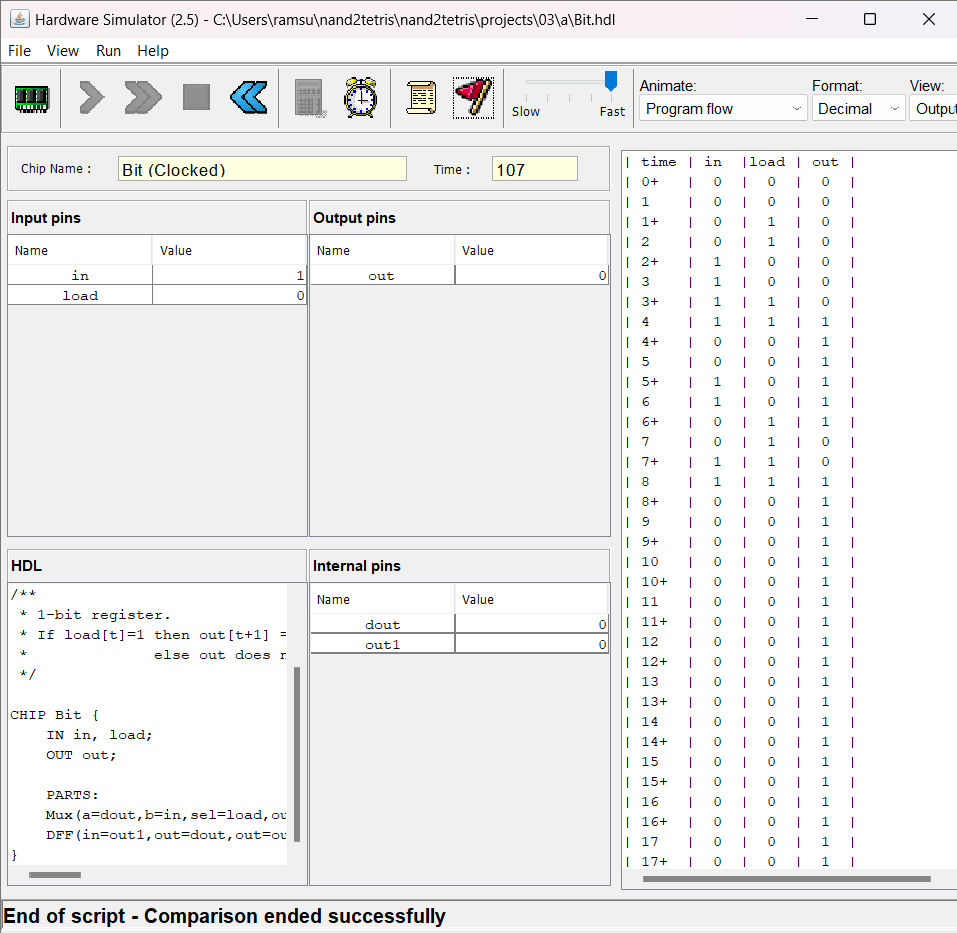 Hardware Simulator (2.5) - C:\Users\ramsu\nand2tetris\nand2tetris\projects\03\a\Bit.hdl
File View Run Help
Slow Fast
Animate: Format: View:
Program flow Decimal Output
Chip Name : Bit (Clocked) Time : 107
Input pins
Name Value
in 1
load 0
Output pins
Name Value
out 0
HDL
/**
* 1-bit register.
* If load[t]=1 then out[t+1] =
* else out does
*/
CHIP Bit {
IN in, load;
OUT out;
PARTS:
Mux(a=dout,b=in,sel=load,ou
DFF(in=out1,out=dout,out=ou
}
Internal pins
Name Value
dout 0
out1 0
| time | in |load | out |
| 0+ | 0 | 0 | 0 |
| 1 | 0 | 0 | 0 |
| 1+ | 0 | 1 | 0 |
| 2 | 0 | 1 | 0 |
| 2+ | 1 | 0 | 0 |
| 3 | 1 | 0 | 0 |
| 3+ | 1 | 1 | 0 |
| 4 | 1 | 1 | 1 |
| 4+ | 0 | 0 | 1 |
| 5 | 0 | 0 | 1 |
| 5+ | 1 | 0 | 1 |
| 6 | 1 | 0 | 1 |
| 6+ | 0 | 1 | 1 |
| 7 | 0 | 1 | 0 |
| 7+ | 1 | 1 | 0 |
| 8 | 1 | 1 | 1 |
| 8+ | 0 | 0 | 1 |
| 9 | 0 | 0 | 1 |
| 9+ | 0 | 0 | 1 |
| 10 | 0 | 0 | 1 |
| 10+ | 0 | 0 | 1 |
| 11 | 0 | 0 | 1 |
| 11+ | 0 | 0 | 1 |
| 12 | 0 | 0 | 1 |
| 12+ | 0 | 0 | 1 |
| 13 | 0 | 0 | 1 |
| 13+ | 0 | 0 | 1 |
| 14 | 0 | 0 | 1 |
| 14+ | 0 | 0 | 1 |
| 15 | 0 | 0 | 1 |
| 15+ | 0 | 0 | 1 |
| 16 | 0 | 0 | 1 |
| 16+ | 0 | 0 | 1 |
| 17 | 0 | 0 | 1 |
| 17+ | 0 | 0 | 1 |
End of script - Comparison ended successfully